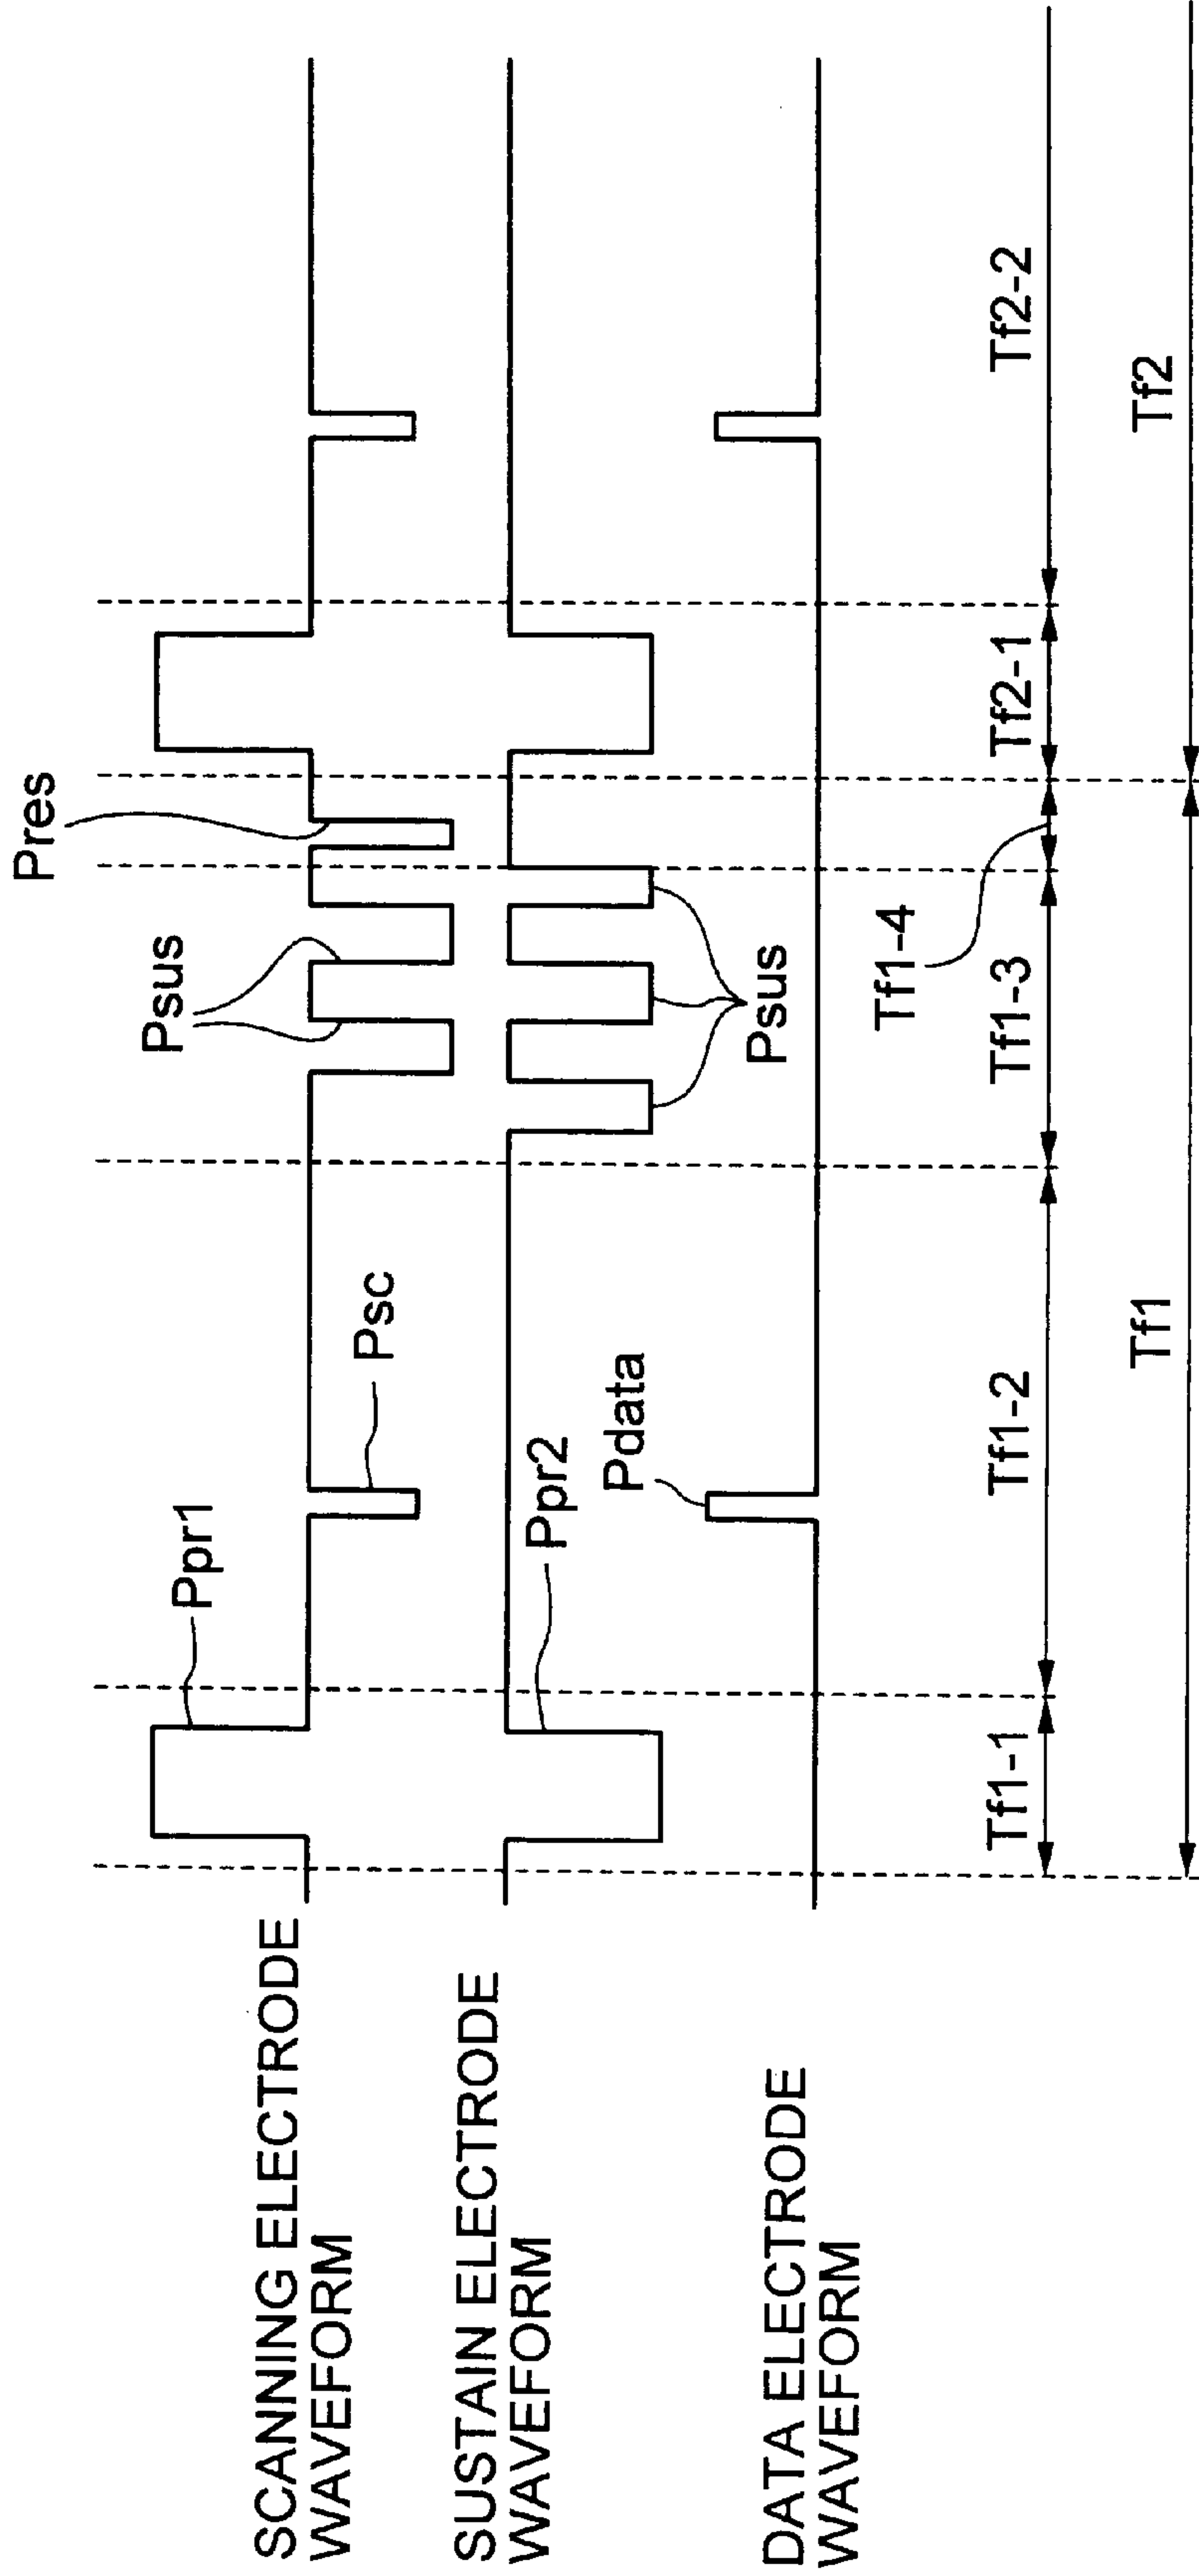 Pres
Psus
Ppr1
Psc
SCANNING ELECTRODE
WAVEFORM
SUSTAIN ELECTRODE
WAVEFORM
Ppr2
Pdata
Psus
DATA ELECTRODE
WAVEFORM
Tf1-4
Tf1-1
Tf1-2
Tf1-3
Tf2-1
Tf2-2
Tf1
Tf2